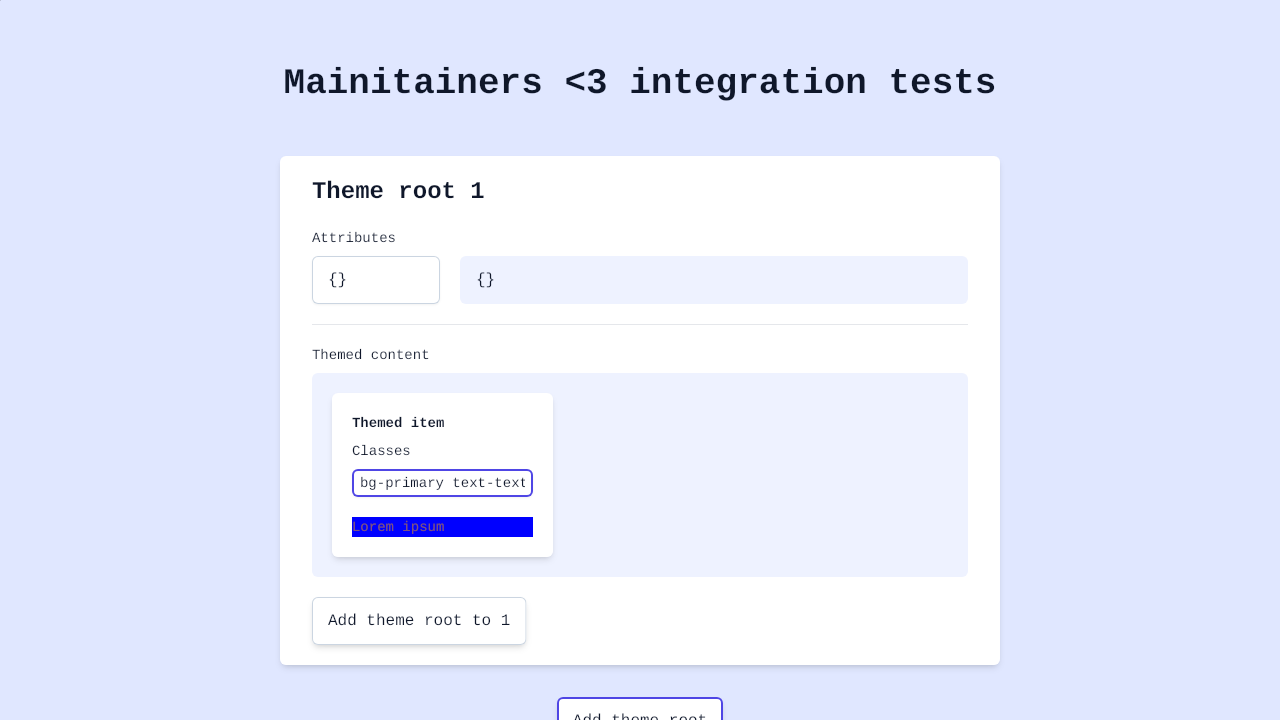 Mainitainers <3 integration tests
Theme root 1
Attributes
{}
{}
Themed content
Themed item
Classes
bg-primary text-text
Lorem ipsum
Add theme root to 1
Add theme root